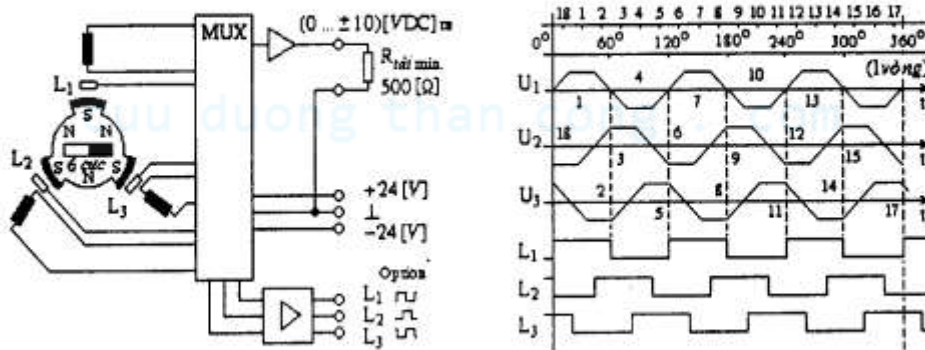 MUX
(0 ... ±10)[VDC]
R tải min.
500 [Ω]
L1
S
N N
L2
S 6 cực S
N
L3
+24 [V]
⊥
-24 [V]
Option
L1
L2
L3
18 1 2 3 4 5 6 7 8 9 10 11 12 13 14 15 16 17
0° 60° 120° 180° 240° 300° 360°
(1vòng)
U1 1 4 7 10 13 t
U2 18 3 6 9 12 15 t
U3 2 5 8 11 14 17 t
L1
L2
L3
cuu duong than cong . com